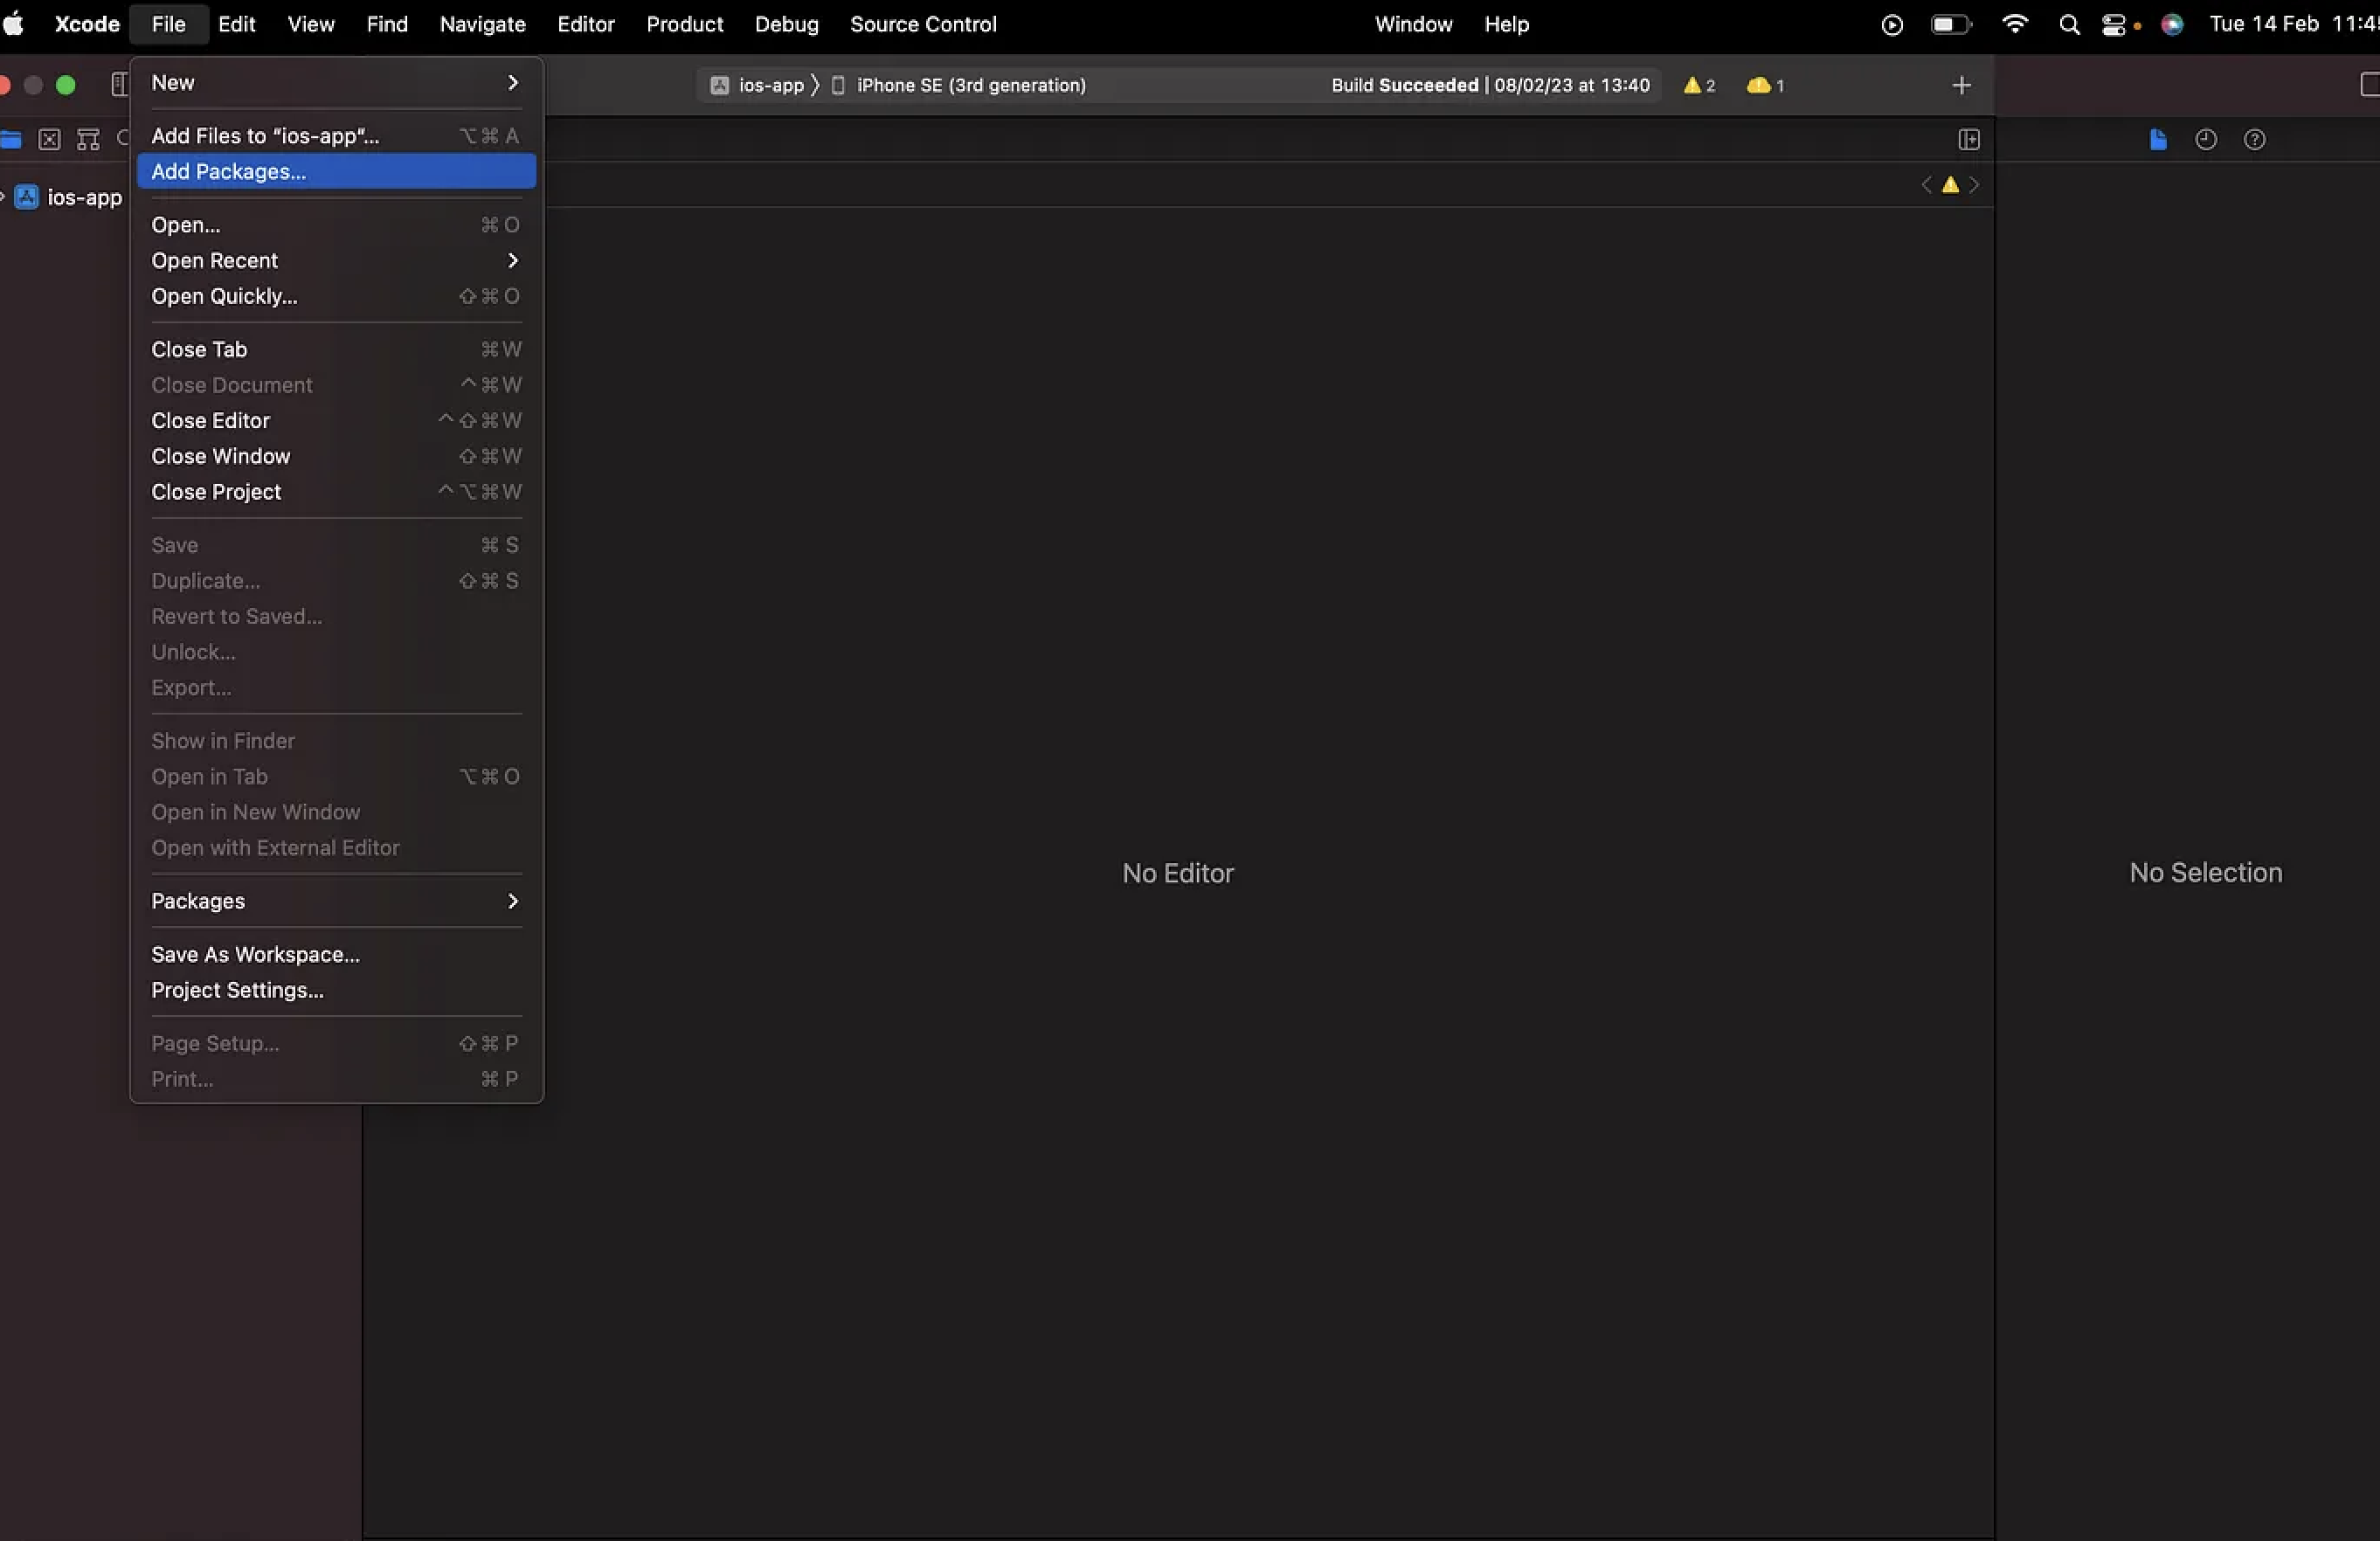 Xcode File Edit View Find Navigate Editor Product Debug Source Control Window Help Tue 14 Feb
ios-app iPhone SE (3rd generation) Build Succeeded | 08/02/23 at 13:40 2 1
ios-app
New
Add Files to “ios-app“... ⌥⌘ A
Add Packages...
Open... ⌘ O
Open Recent
Open Quickly... ⇧⌘ O
Close Tab ⌘W
Close Document ^⌘W
Close Editor ^⇧⌘W
Close Window ⇧⌘W
Close Project ^⌥⌘W
Save ⌘ S
Duplicate... ⇧⌘ S
Revert to Saved...
Unlock...
Export...
Show in Finder
Open in Tab ⌥⌘ O
Open in New Window
Open with External Editor
Packages
Save As Workspace...
Project Settings...
Page Setup... ⇧⌘ P
Print... ⌘ P
No Editor
No Selection